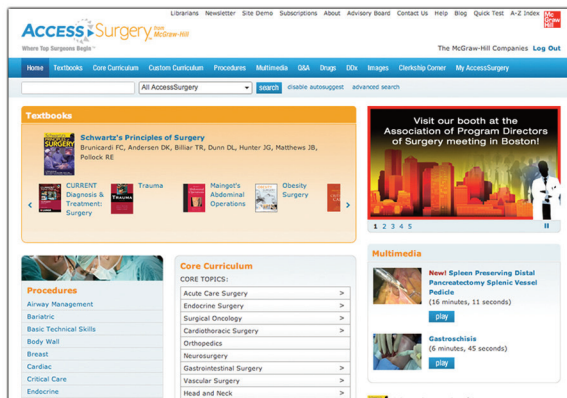 Librarians Newsletter Site Demo Subscriptions About Advisory Board Contact Us Help Blog Quick Test A-Z Index
Mc
Graw
Hill
ACCESS Surgery from
McGraw-Hill
Where Top Surgeons Begin™
The McGraw-Hill Companies Log Out
Home Textbooks Core Curriculum Custom Curriculum Procedures Multimedia Q&A Drugs DDx Images Clerkship Corner My AccessSurgery
All AccessSurgery search disable autosuggest advanced search
Textbooks
SURGERY
Schwartz's Principles of Surgery
Brunicardi FC, Andersen DK, Billiar TR, Dunn DL, Hunter JG, Matthews JB,
Pollock RE
CURRENT
Diagnosis &
Treatment:
Surgery
TRAUMA
Trauma
Maingot's
Abdominal
Operations
Obesity
Surgery
Visit our booth at the
Association of Program Directors
of Surgery meeting in Boston!
1 2 3 4 5
Procedures
Airway Management
Bariatric
Basic Technical Skills
Body Wall
Breast
Cardiac
Critical Care
Endocrine
Core Curriculum
CORE TOPICS:
Acute Care Surgery >
Endocrine Surgery >
Surgical Oncology >
Cardiothoracic Surgery >
Orthopedics
Neurosurgery
Gastrointestinal Surgery >
Vascular Surgery >
Head and Neck >
Multimedia
New! Spleen Preserving Distal
Pancreatectomy Splenic Vessel
Pedicle
(16 minutes, 11 seconds)
play
Gastroschisis
(6 minutes, 45 seconds)
play